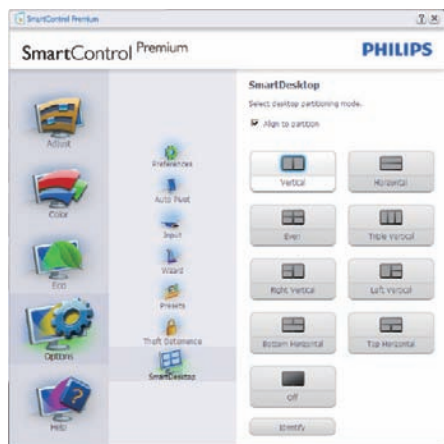 SmartControl Premium
SmartControl Premium
PHILIPS
Adjust
Color
Eco
Options
Help
Preferences
Auto Pivot
Input
Wizard
Presets
Theft Deterrence
SmartDesktop
SmartDesktop
Select desktop partitioning mode.
Align to partition
Vertical
Horizontal
Even
Triple Vertical
Right Vertical
Left Vertical
Bottom Horizontal
Top Horizontal
Off
Identify